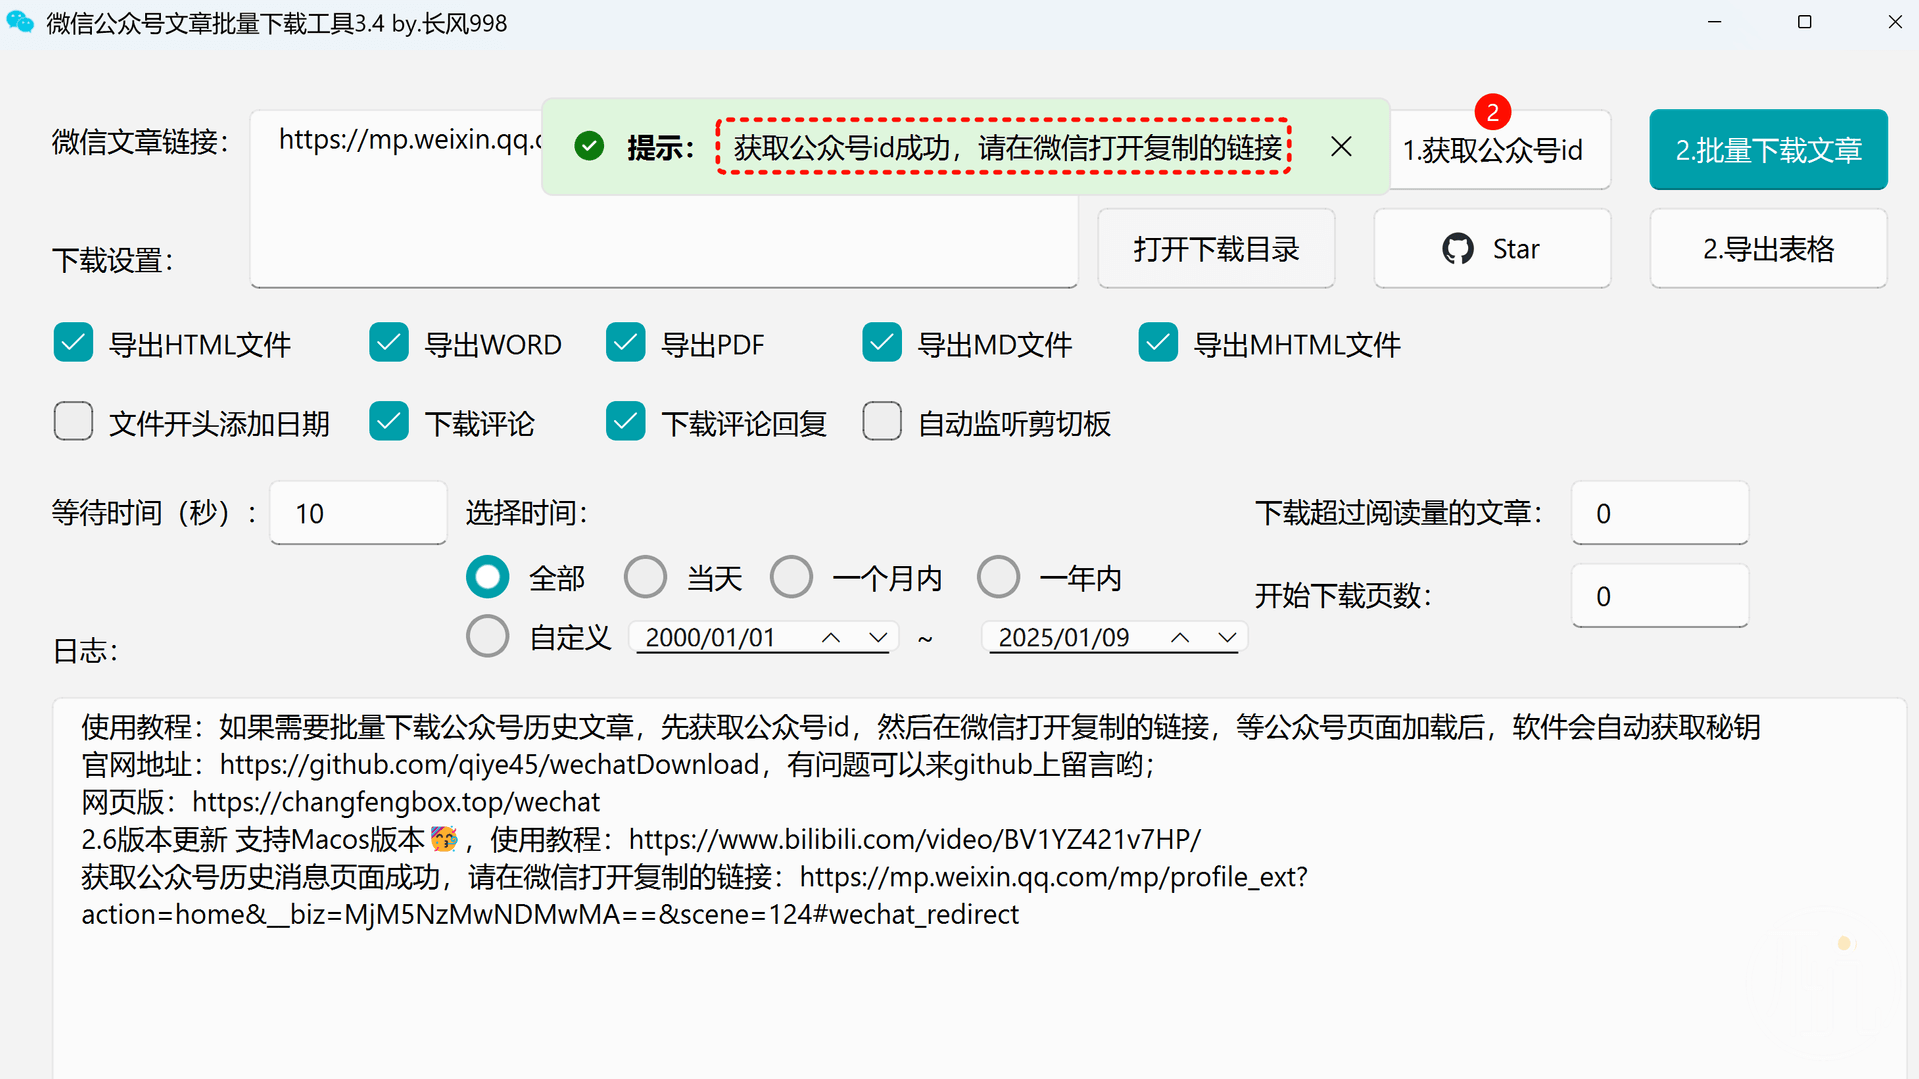 微信公众号文章批量下载工具3.4 by.长风998
微信文章链接：
https://mp.weixin.qq.c
提示：
获取公众号id成功，请在微信打开复制的链接
2
1.获取公众号id
2.批量下载文章
下载设置：
打开下载目录
Star
2.导出表格
导出HTML文件
导出WORD
导出PDF
导出MD文件
导出MHTML文件
文件开头添加日期
下载评论
下载评论回复
自动监听剪切板
等待时间（秒）：
10
选择时间：
下载超过阅读量的文章：
0
全部
当天
一个月内
一年内
开始下载页数：
0
自定义
2000/01/01
~
2025/01/09
日志：
使用教程：如果需要批量下载公众号历史文章，先获取公众号id，然后在微信打开复制的链接，等公众号页面加载后，软件会自动获取秘钥
官网地址：https://github.com/qiye45/wechatDownload，有问题可以来github上留言哟；
网页版：https://changfengbox.top/wechat
2.6版本更新 支持Macos版本🥳，使用教程：https://www.bilibili.com/video/BV1YZ421v7HP/
获取公众号历史消息页面成功，请在微信打开复制的链接：https://mp.weixin.qq.com/mp/profile_ext?
action=home&__biz=MjM5NzMwNDMwMA==&scene=124#wechat_redirect